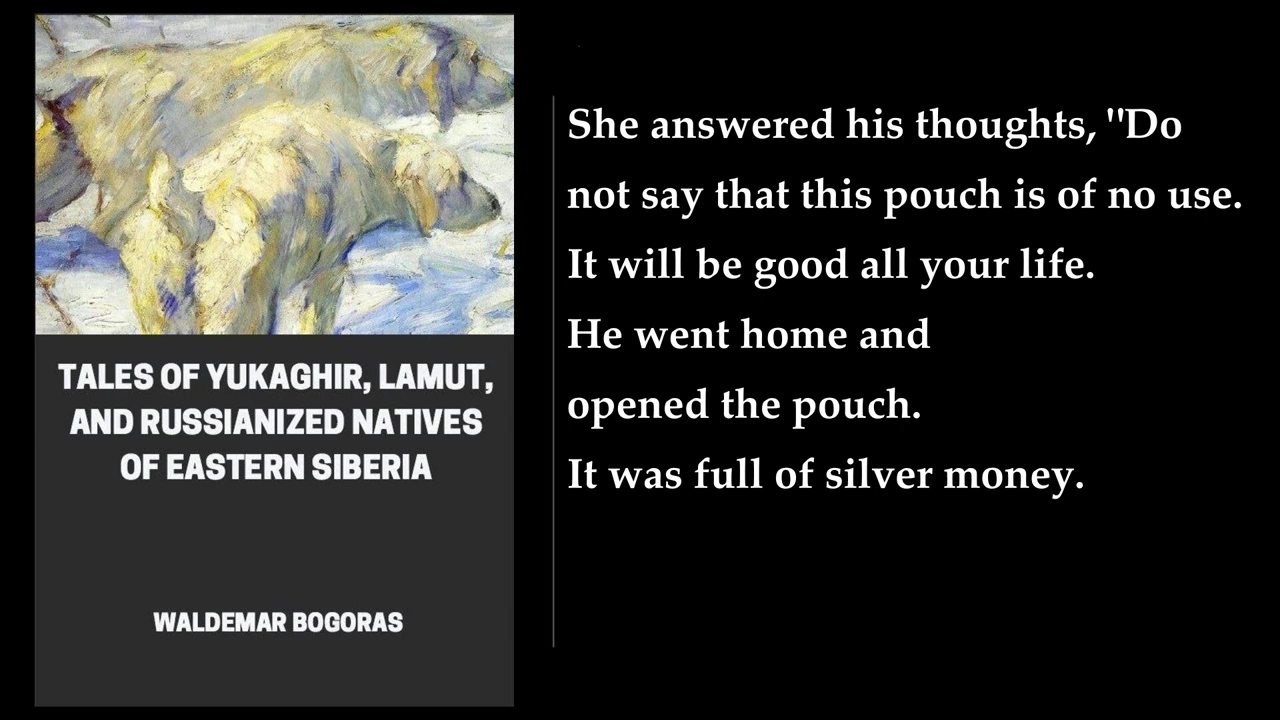 TALES OF YUKAGHIR, LAMUT,
AND RUSSIANIZED NATIVES
OF EASTERN SIBERIA
WALDEMAR BOGORAS
She answered his thoughts, "Do
not say that this pouch is of no use.
It will be good all your life.
He went home and
opened the pouch.
It was full of silver money.